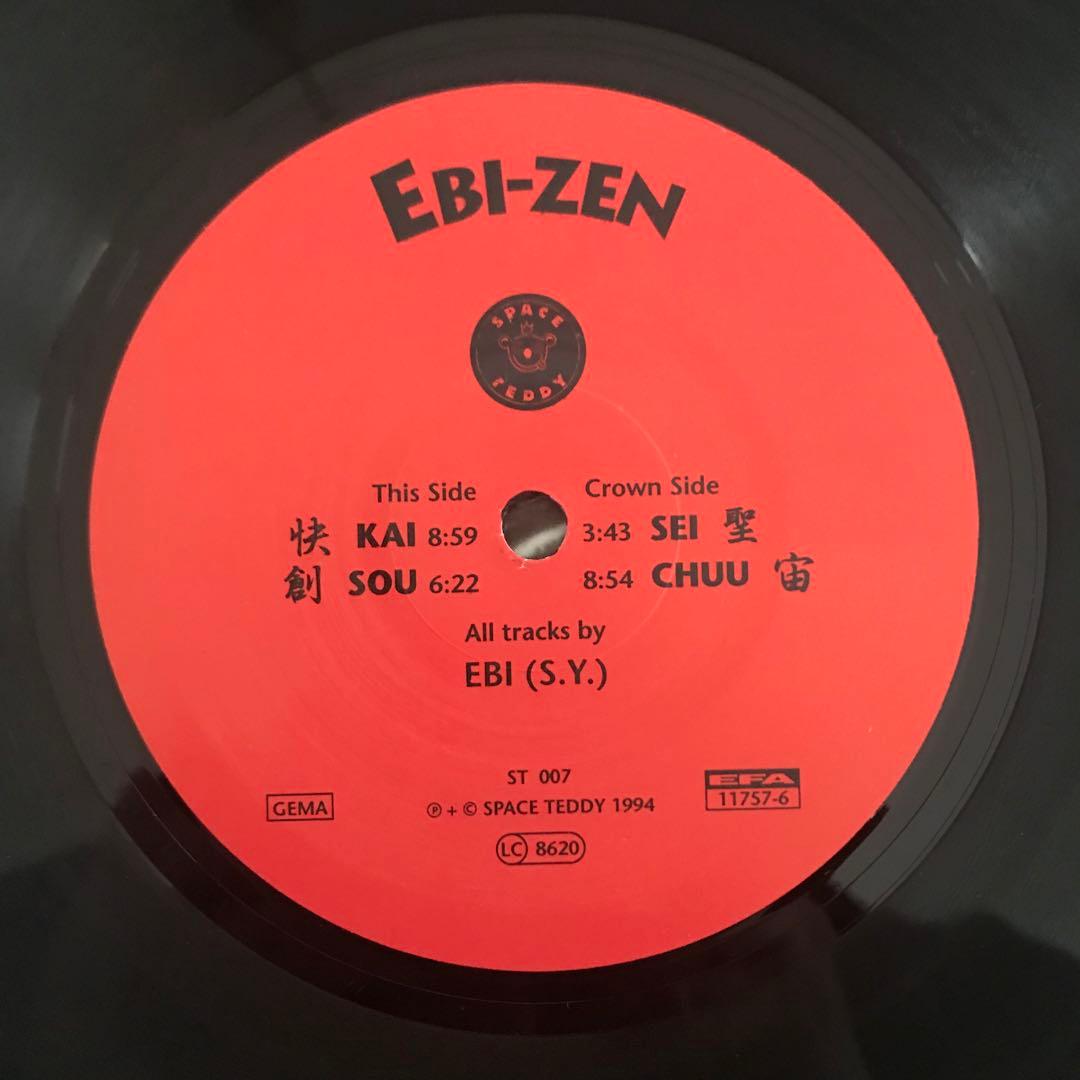 EBI-ZEN
SPACE
TEDDY
This Side
快 KAI 8:59
創 SOU 6:22
Crown Side
3:43 SEI 聖
8:54 CHUU 宙
All tracks by
EBI (S.Y.)
ST 007
GEMA
℗ + © SPACE TEDDY 1994
EFA
11757-6
LC 8620